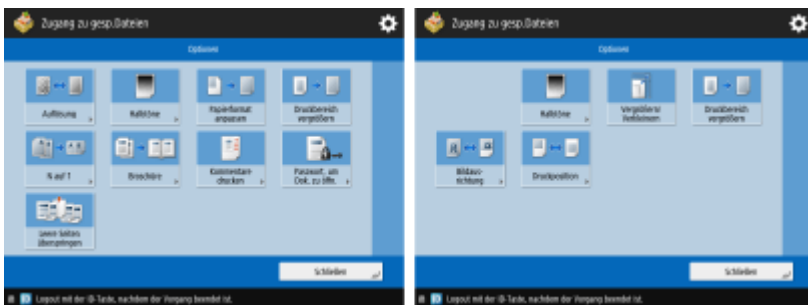 Zugang zu gesp.Dateien
Optionen
Auflösung
Halbtöne
Papierformat
anpassen
Druckbereich
vergrößern
N auf 1
Broschüre
Kommentare
drucken
Passwort, um
Dok. zu öffn.
Leere Seiten
überspringen
Schließen
Logout mit der ID-Taste, nachdem der Vorgang beendet ist.
Zugang zu gesp.Dateien
Optionen
Halbtöne
Vergrößern/
Verkleinern
Druckbereich
vergrößern
Bildaus-
richtung
Druckposition
Schließen
Logout mit der ID-Taste, nachdem der Vorgang beendet ist.